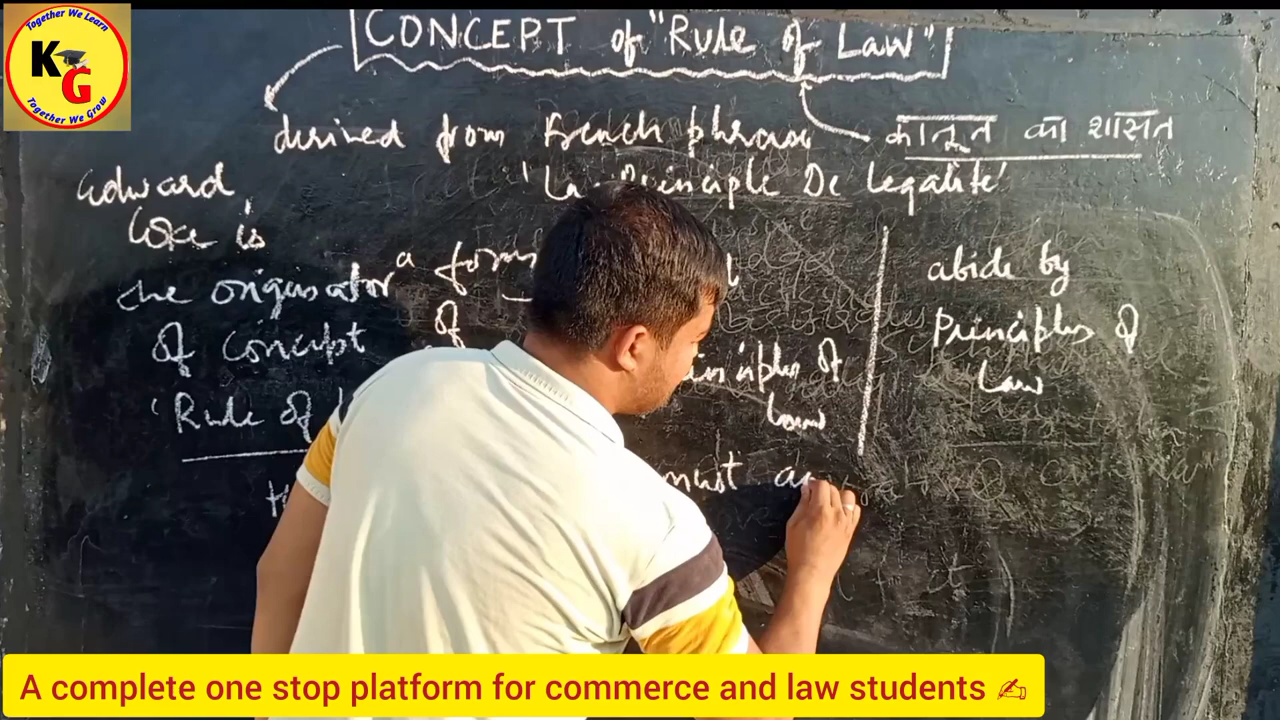 Together We Learn
KG
Together We Grow
CONCEPT of "Rule of Law"
derived from French phrase
कानून का शासन
'La Principle De Legalite'
Edward
Coke is
the originator
of concept
'Rule of
a form
of
principles of
Law
must
abide by
Principles of
Law
A complete one stop platform for commerce and law students ✍